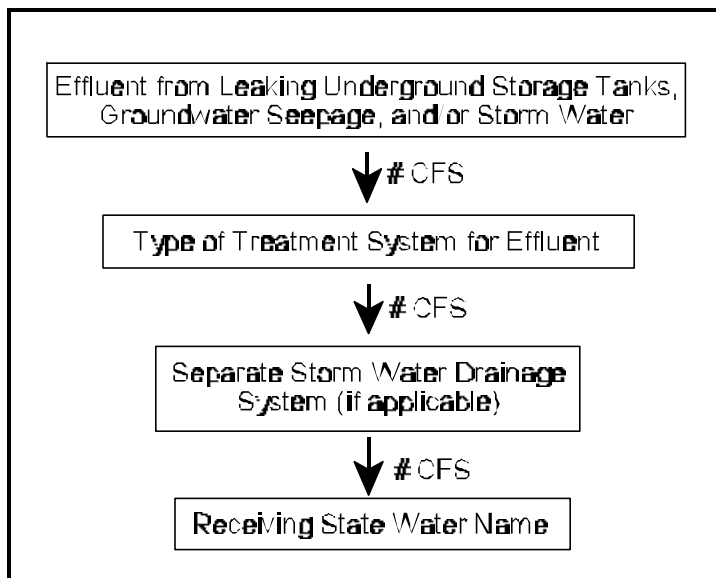 Effluent from Leaking Underground Storage Tanks,
Groundwater Seepage, and/or Storm Water
# CFS
Type of Treatment System for Effluent
# CFS
Separate Storm Water Drainage
System (if applicable)
# CFS
Receiving State Water Name